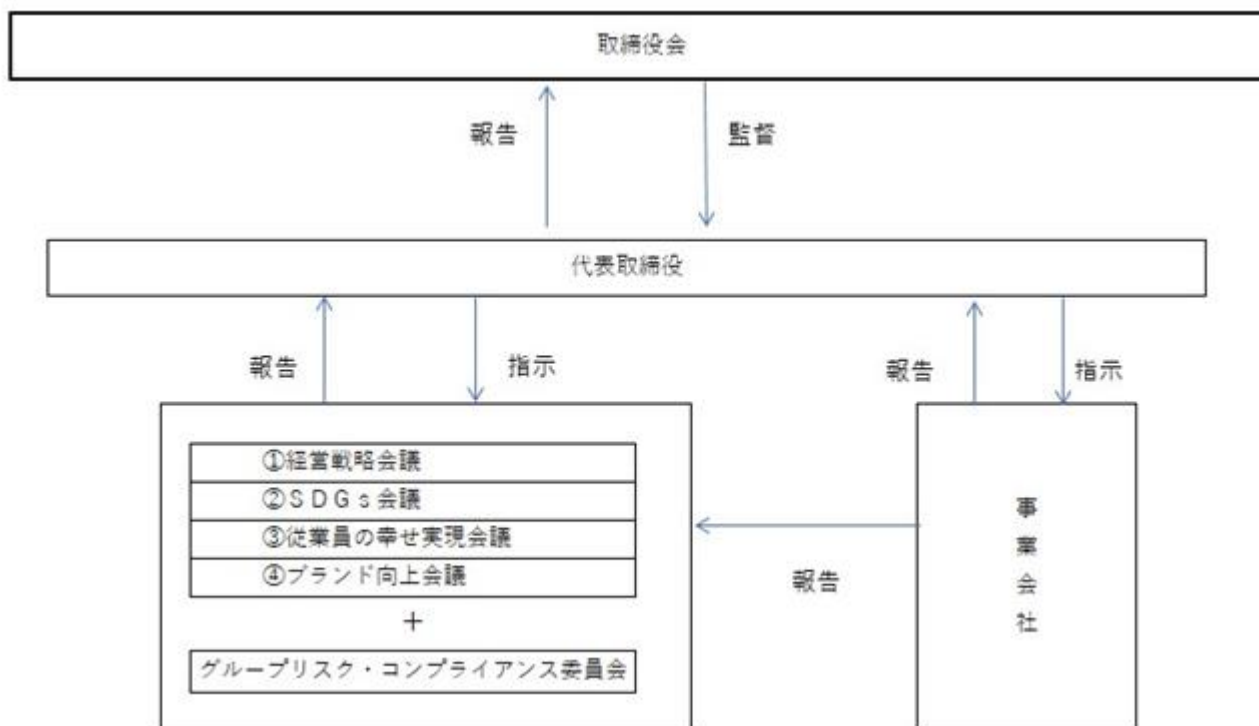 取締役会
報告
監督
代表取締役
報告
指示
報告
指示
①経営戦略会議
②ＳＤＧｓ会議
③従業員の幸せ実現会議
④ブランド向上会議
＋
グループリスク・コンプライアンス委員会
報告
事業会社